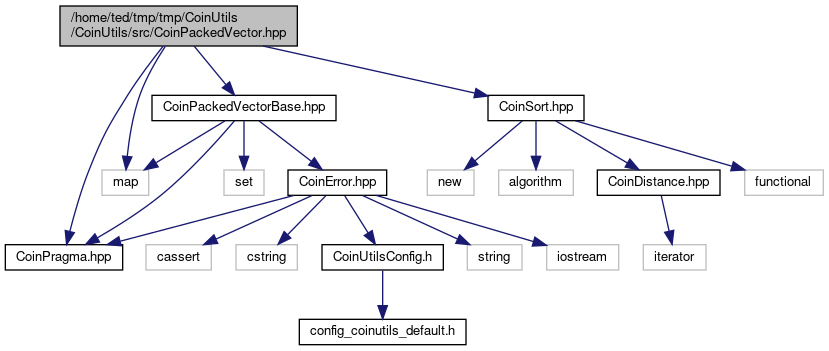 /home/ted/tmp/tmp/CoinUtils
/CoinUtils/src/CoinPackedVector.hpp
CoinPackedVectorBase.hpp
CoinSort.hpp
map
set
CoinError.hpp
new
algorithm
CoinDistance.hpp
functional
CoinPragma.hpp
cassert
cstring
CoinUtilsConfig.h
string
iostream
iterator
config_coinutils_default.h